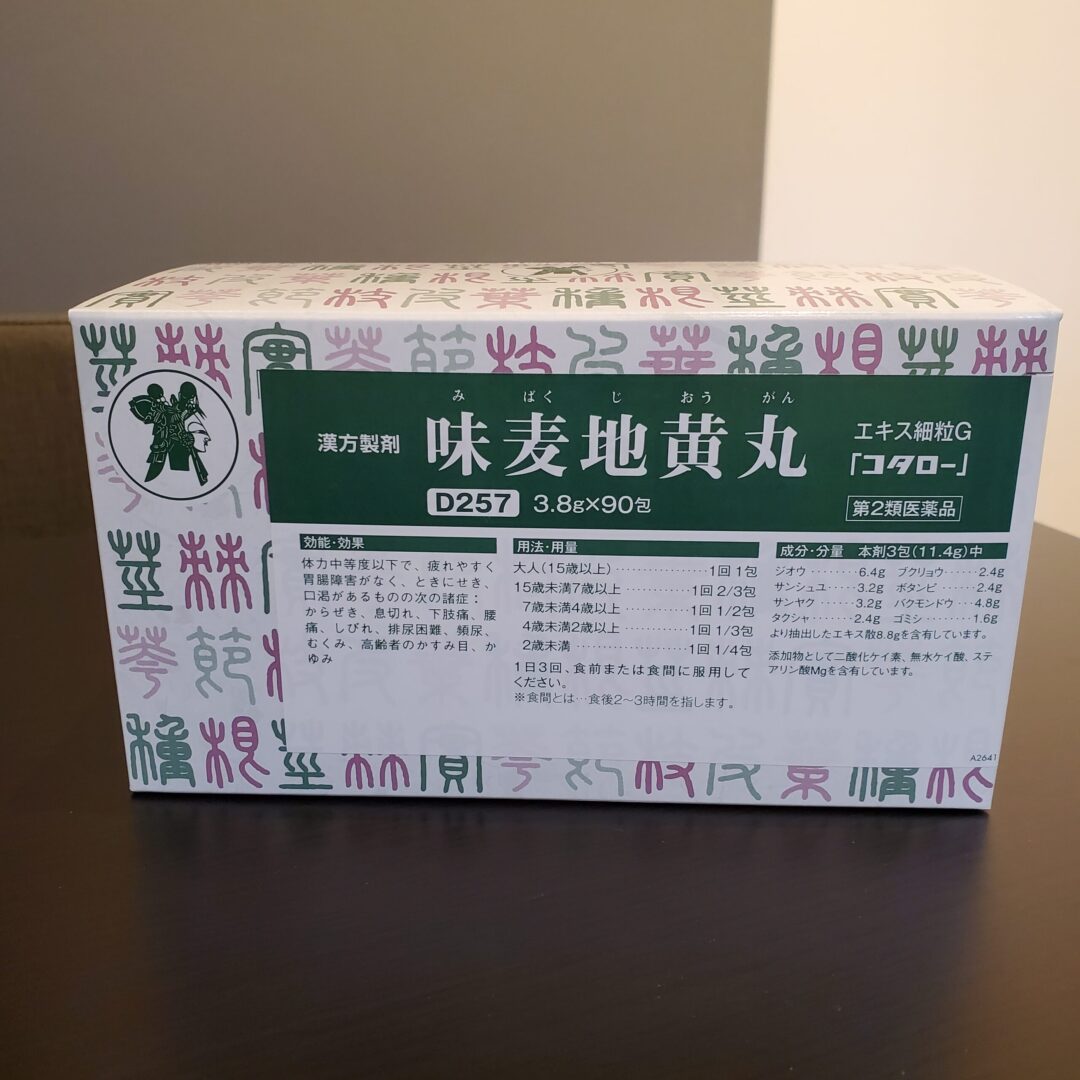 み ばく じ おう がん
漢方製剤
味麦地黄丸
エキス細粒G
「コタロー」
D257 3.8g×90包
第2類医薬品
効能・効果
体力中等度以下で、疲れやすく
胃腸障害がなく、ときにせき、
口渇があるものの次の諸症：
からぜき、息切れ、下肢痛、腰
痛、しびれ、排尿困難、頻尿、
むくみ、高齢者のかすみ目、か
ゆみ
用法・用量
大人(15歳以上)………………1回 1包
15歳未満7歳以上…………1回 2/3包
7歳未満4歳以上…………1回 1/2包
4歳未満2歳以上…………1回 1/3包
2歳未満………………1回 1/4包
1日3回、食前または食間に服用して
ください。
※食間とは…食後2～3時間を指します。
成分・分量 本剤3包(11.4g)中
ジオウ……6.4g ブクリョウ……2.4g
サンシュユ……3.2g ボタンピ……2.4g
サンヤク……3.2g バクモンドウ…4.8g
タクシャ……2.4g ゴミシ……1.6g
より抽出したエキス散8.8gを含有しています。
添加物として二酸化ケイ素、無水ケイ酸、ステ
アリン酸Mgを含有しています。
A2641